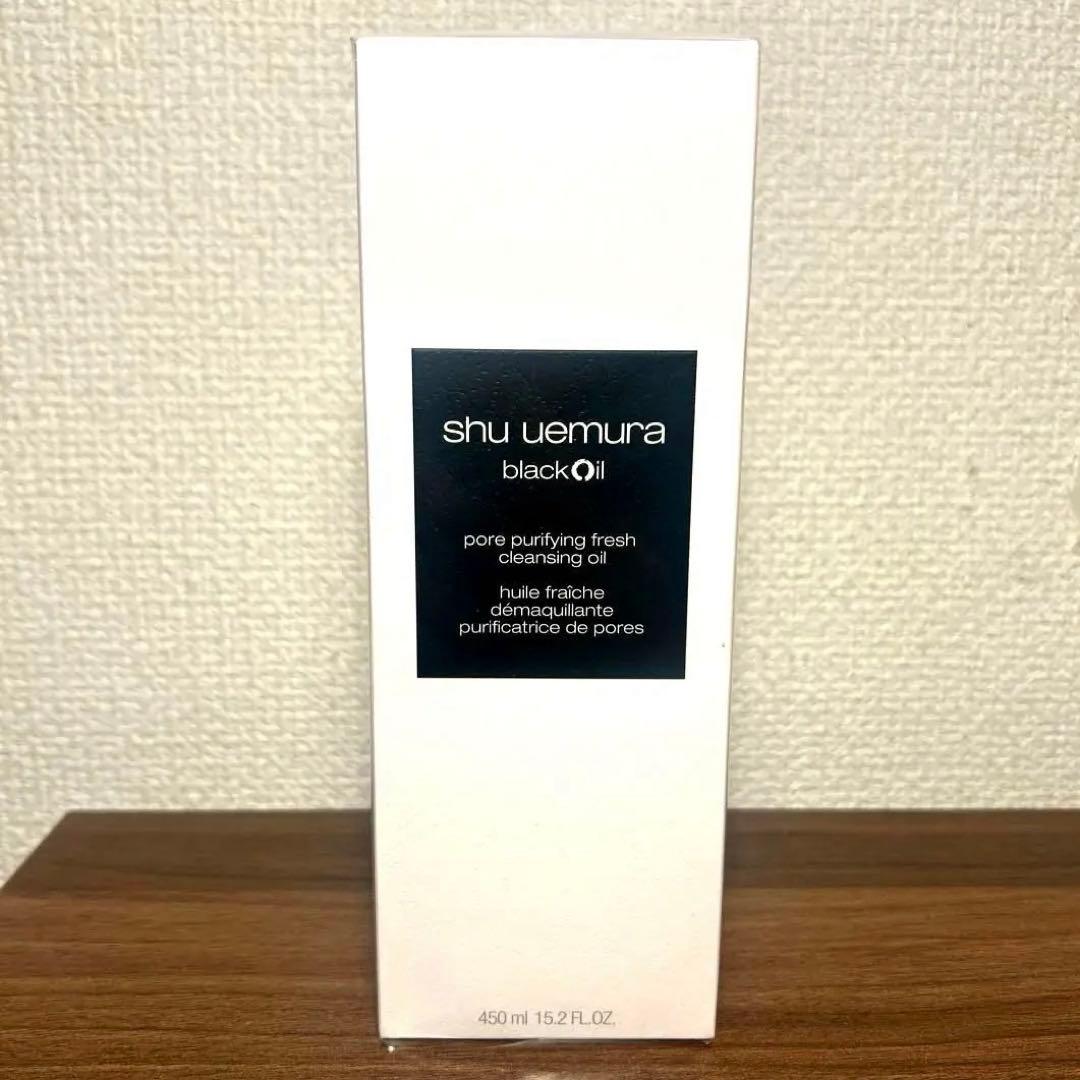 shu uemura
blackOil
pore purifying fresh
cleansing oil
huile fraîche
démaquillante
purificatrice de pores
450 ml 15.2 FL.OZ.